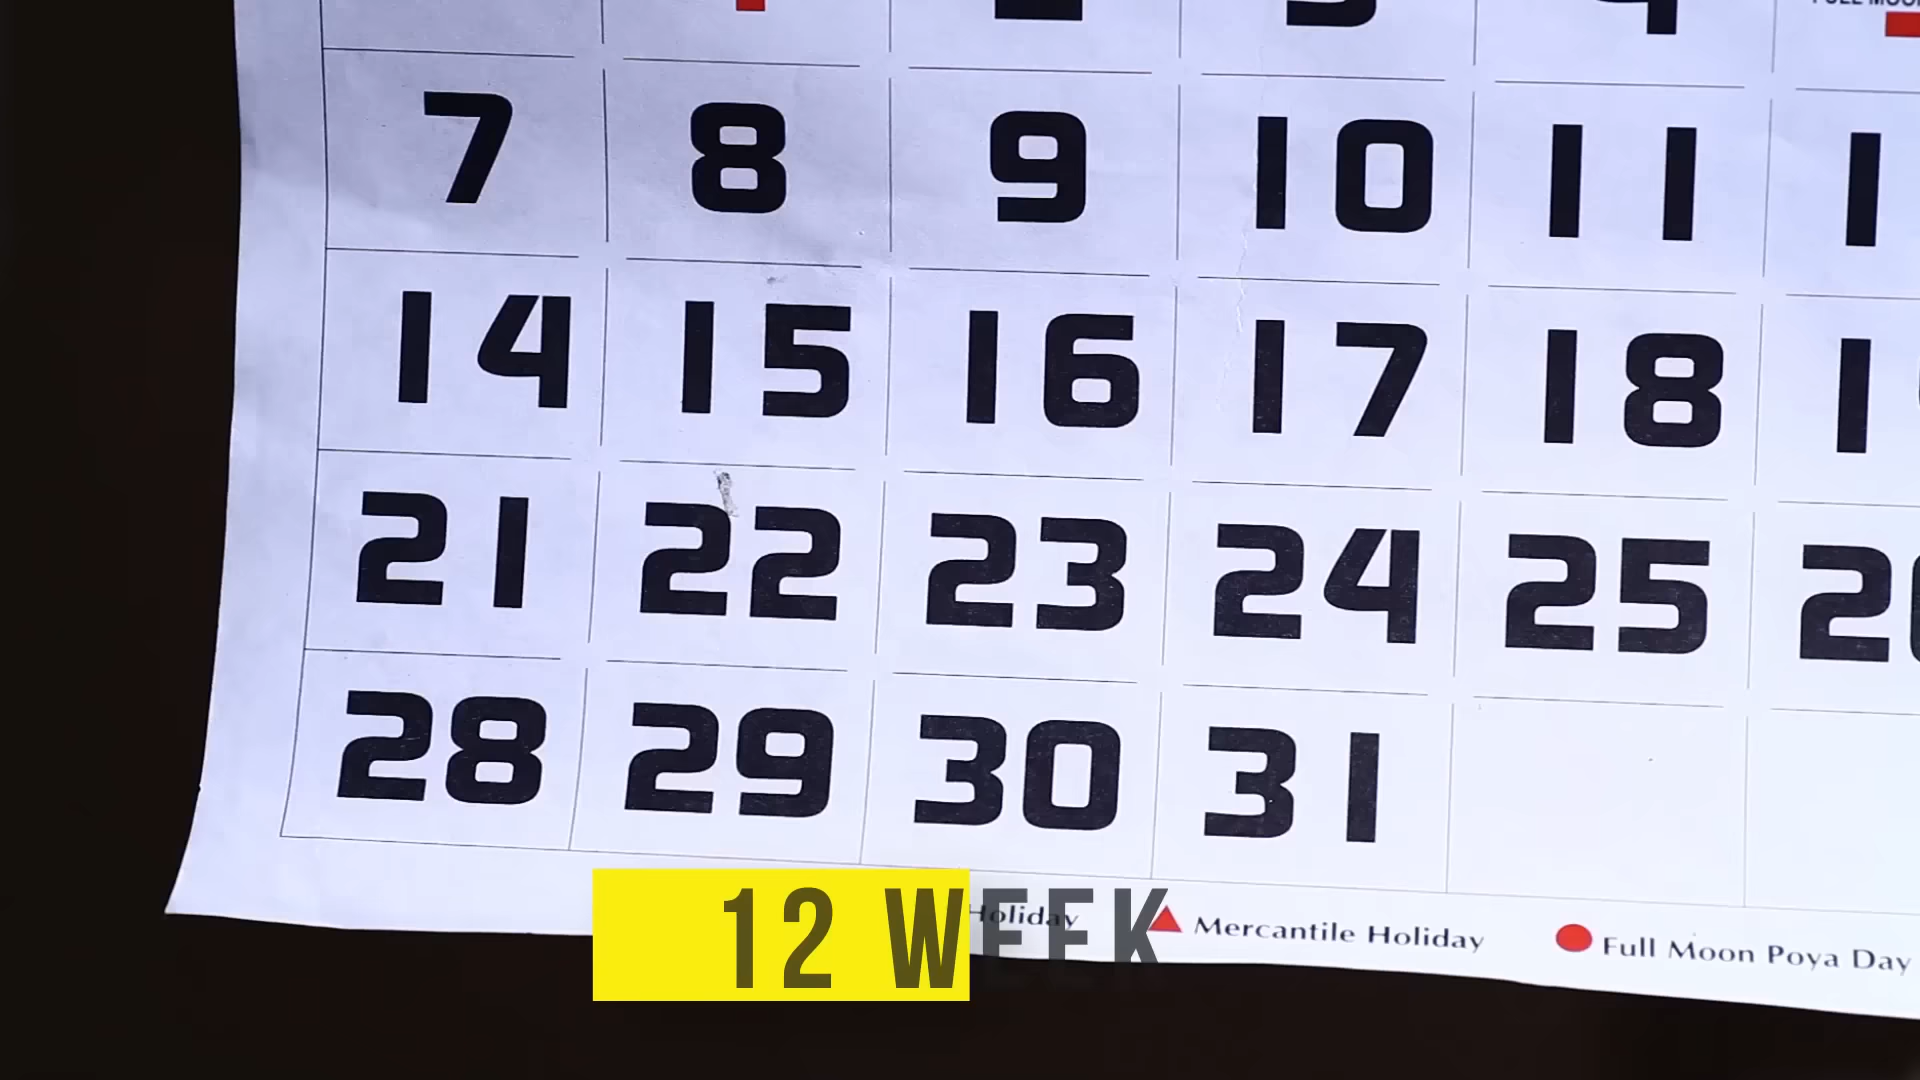 7 8 9 10 11
14 15 16 17 18
21 22 23 24 25
28 29 30 31
Holiday Mercantile Holiday Full Moon Poya Day
12 WEEK